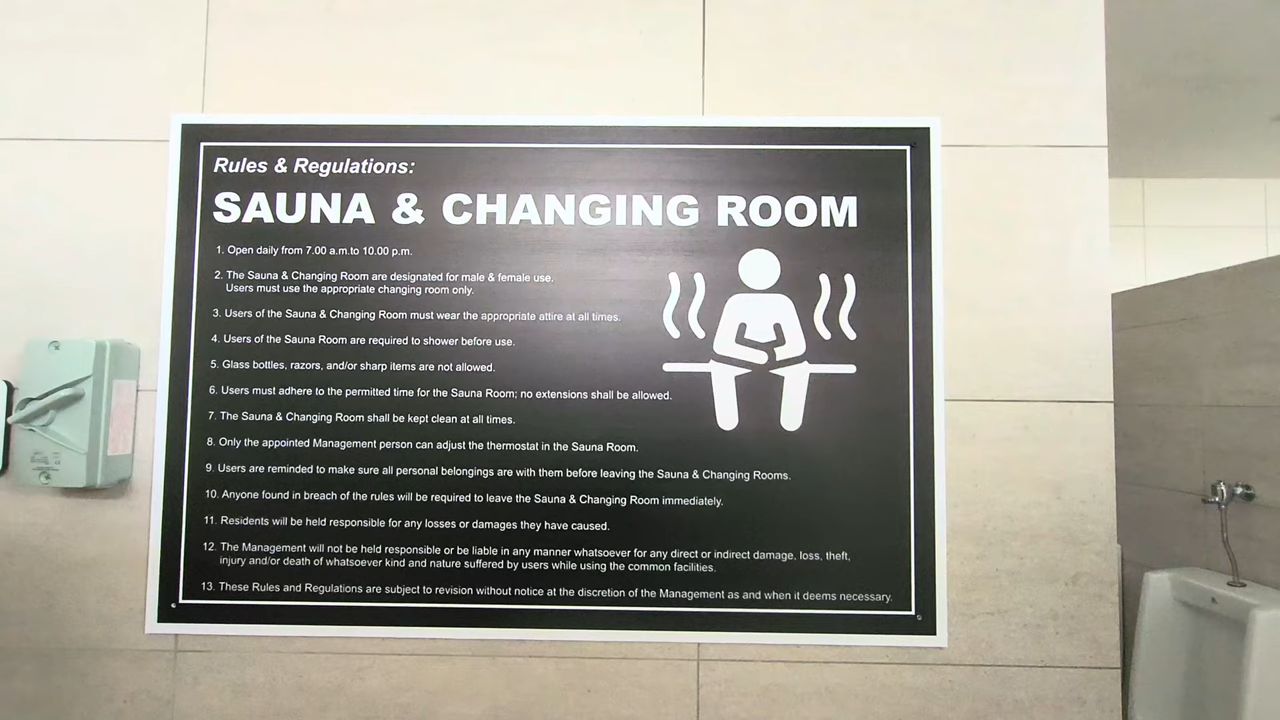 Rules & Regulations:
SAUNA & CHANGING ROOM
1. Open daily from 7.00 a.m.to 10.00 p.m.
2. The Sauna & Changing Room are designated for male & female use.
Users must use the appropriate changing room only.
3. Users of the Sauna & Changing Room must wear the appropriate attire at all times.
4. Users of the Sauna Room are required to shower before use.
5. Glass bottles, razors, and/or sharp items are not allowed.
6. Users must adhere to the permitted time for the Sauna Room; no extensions shall be allowed.
7. The Sauna & Changing Room shall be kept clean at all times.
8. Only the appointed Management person can adjust the thermostat in the Sauna Room.
9. Users are reminded to make sure all personal belongings are with them before leaving the Sauna & Changing Rooms.
10. Anyone found in breach of the rules will be required to leave the Sauna & Changing Room immediately.
11. Residents will be held responsible for any losses or damages they have caused.
12. The Management will not be held responsible or be liable in any manner whatsoever for any direct or indirect damage, loss, theft,
injury and/or death of whatsoever kind and nature suffered by users while using the common facilities.
13. These Rules and Regulations are subject to revision without notice at the discretion of the Management as and when it deems necessary.